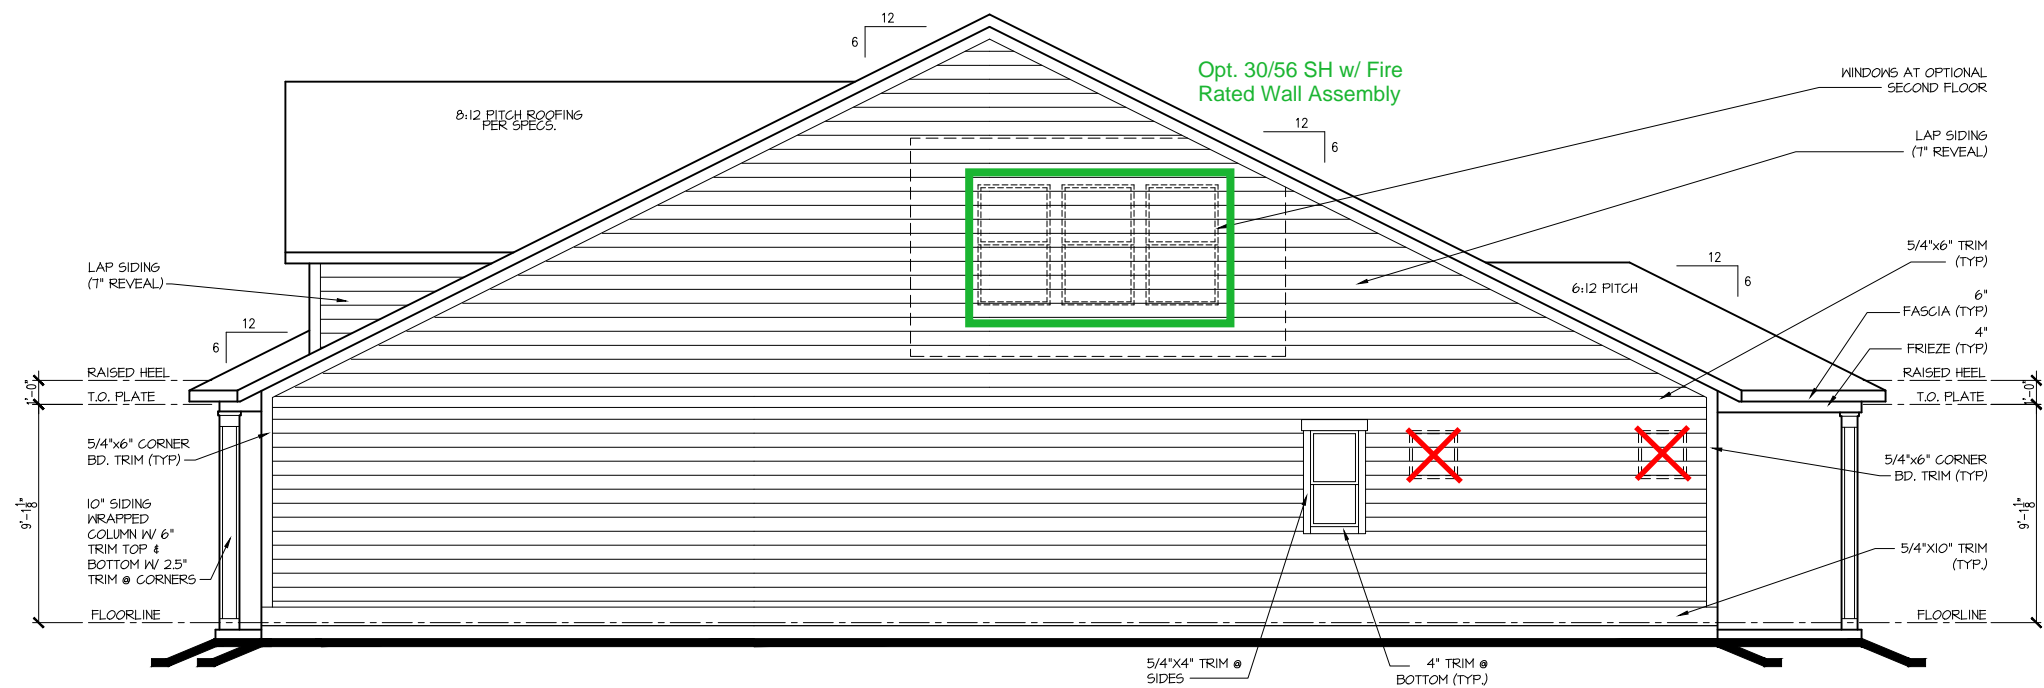 12
6
Opt. 30/56 SH w/ Fire
Rated Wall Assembly
WINDOWS AT OPTIONAL
SECOND FLOOR
8:12 PITCH ROOFING
PER SPECS.
12
6
LAP SIDING
(7" REVEAL)
5/4"x6" TRIM
(TYP)
LAP SIDING
(7" REVEAL)
12
6
6:12 PITCH
6"
FASCIA (TYP)
12
6
4"
FRIEZE (TYP)
RAISED HEEL
1'-0"
T.O. PLATE
RAISED HEEL
1'-0"
T.O. PLATE
5/4"x6" CORNER
BD. TRIM (TYP)
5/4"x6" CORNER
BD. TRIM (TYP)
10" SIDING
WRAPPED
COLUMN W/ 6"
TRIM TOP &
BOTTOM W/ 2.5"
TRIM @ CORNERS
9'-1 1/8"
9'-1 1/8"
5/4"X10" TRIM
(TYP.)
FLOORLINE
FLOORLINE
5/4"X4" TRIM @
SIDES
4" TRIM @
BOTTOM (TYP.)